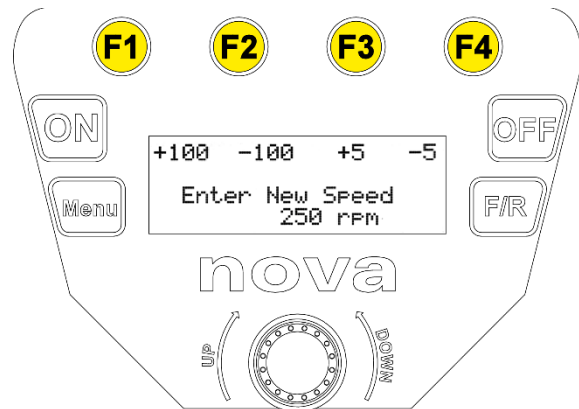 F1 F2 F3 F4
ON OFF
+100 -100 +5 -5
Menu Enter New Speed F/R
250 rpm
nova
UP DOWN